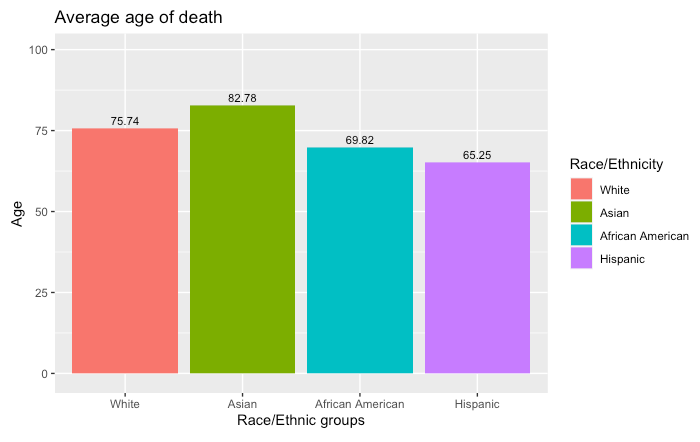 Average age of death
100
75
50
25
0
Age
75.74
82.78
69.82
65.25
White
Asian
African American
Hispanic
Race/Ethnic groups
Race/Ethnicity
White
Asian
African American
Hispanic